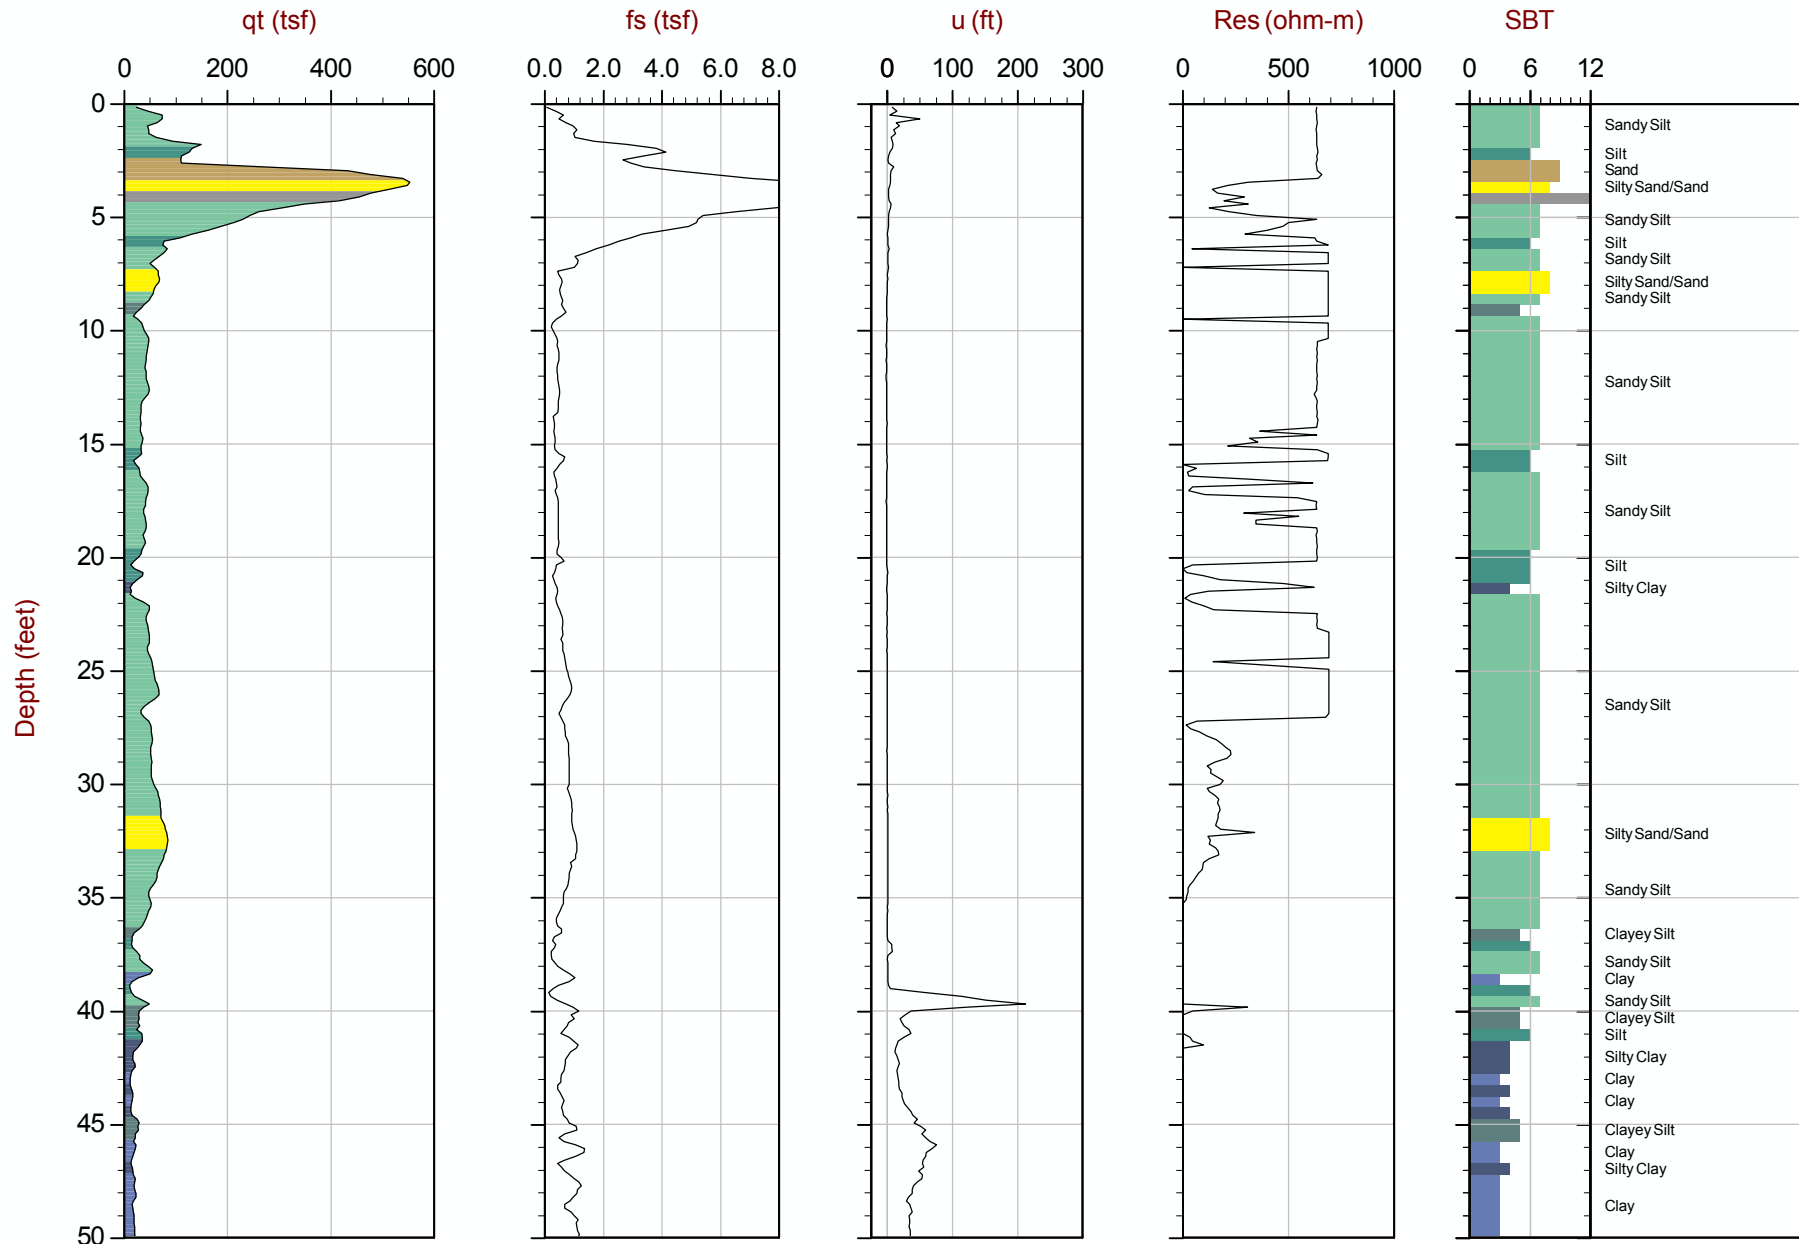 qt (tsf) fs (tsf) u (ft) Res (ohm-m) SBT
0 200 400 600 0.0 2.0 4.0 6.0 8.0 0 100 200 300 0 500 1000 0 6 12
0
Sandy Silt
Silt
Sand
Silty Sand/Sand
5
Sandy Silt
Silt
Sandy Silt
Silty Sand/Sand
Sandy Silt
10
Sandy Silt
15
Silt
Sandy Silt
20
Silt
Silty Clay
Depth (feet)
25
Sandy Silt
30
Silty Sand/Sand
35
Sandy Silt
Clayey Silt
Sandy Silt
Clay
Sandy Silt
40
Clayey Silt
Silt
Silty Clay
Clay
Clay
45
Clayey Silt
Clay
Silty Clay
Clay
50